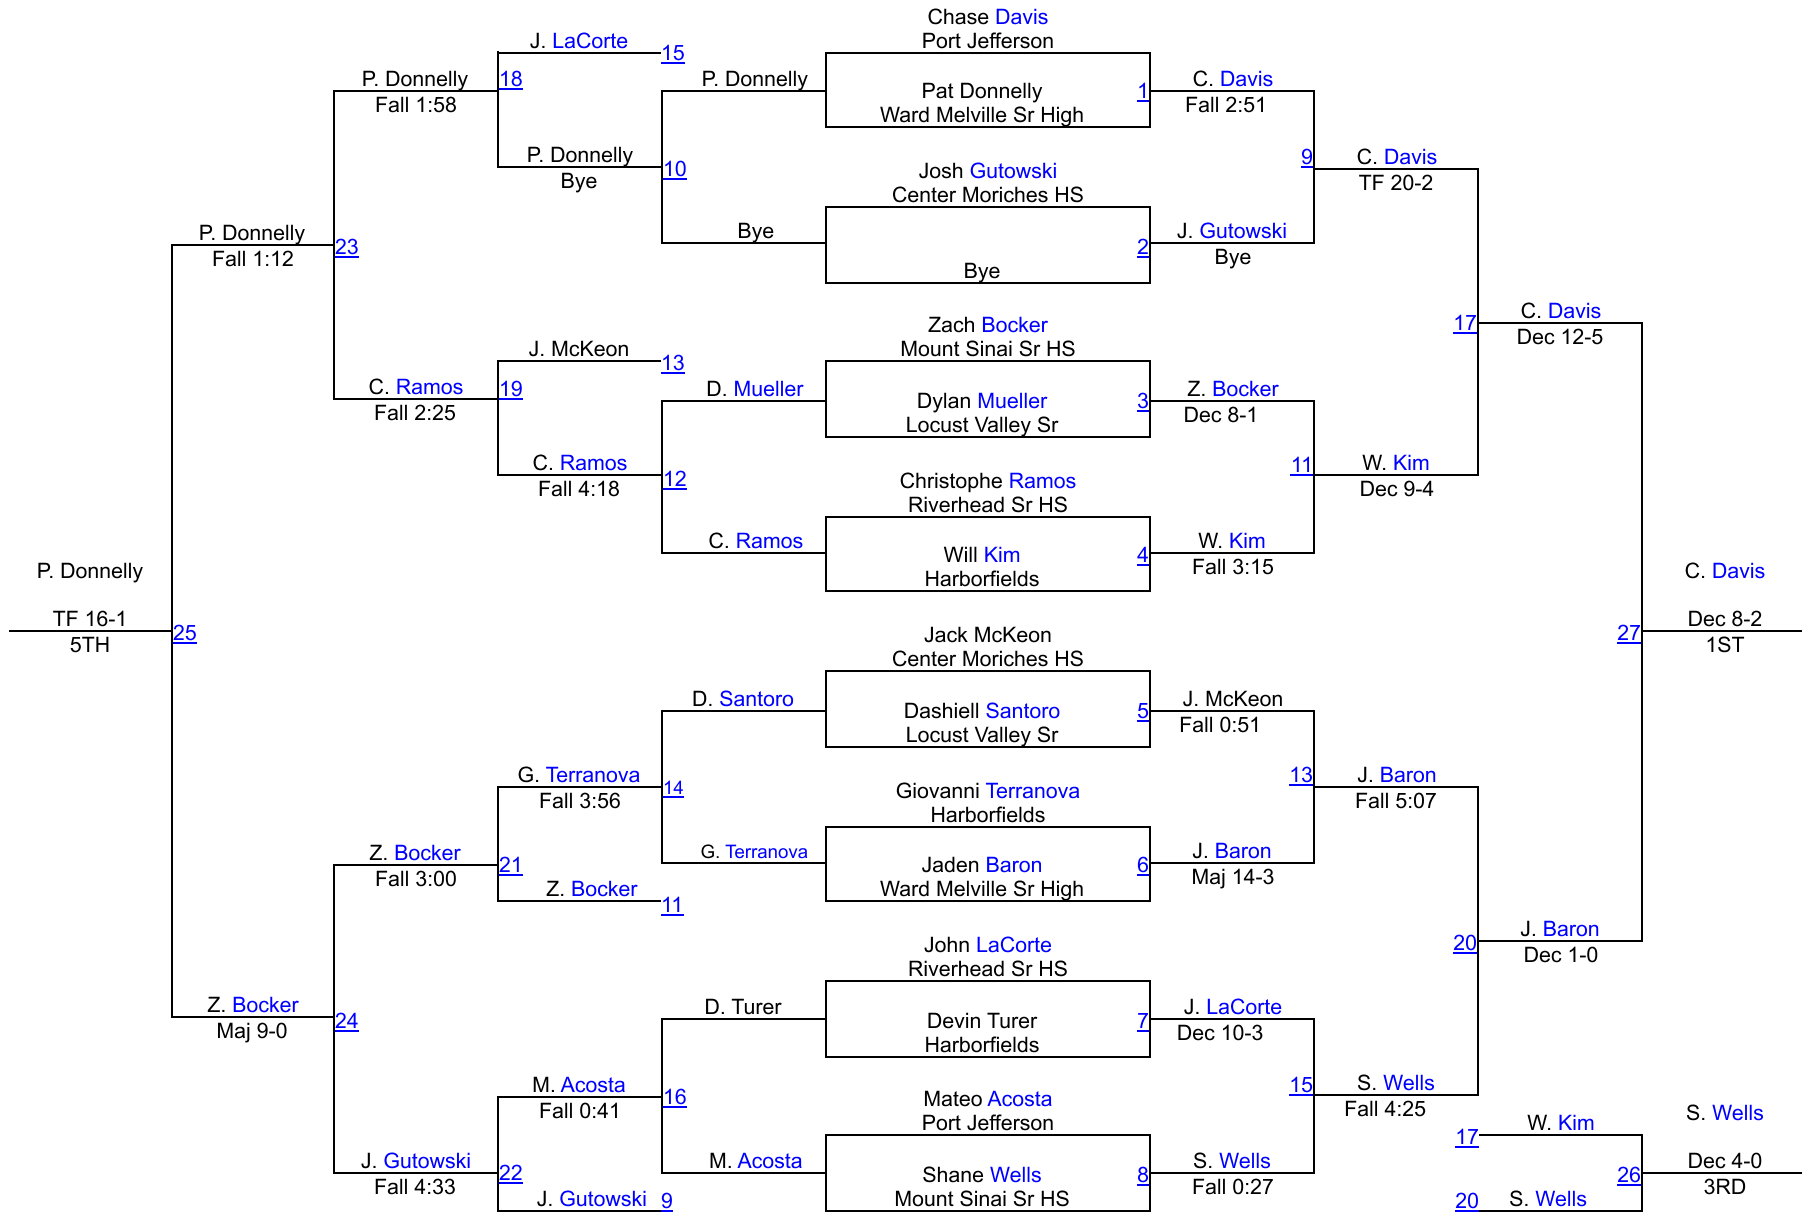 Chase Davis
Port Jefferson
J. LaCorte
15
P. Donnelly
Fall 1:58
18
P. Donnelly
Pat Donnelly
Ward Melville Sr High
1
C. Davis
Fall 2:51
P. Donnelly
Bye
10
9
C. Davis
TF 20-2
Josh Gutowski
Center Moriches HS
P. Donnelly
Fall 1:12
23
Bye
2
Bye
J. Gutowski
Bye
Zach Bocker
Mount Sinai Sr HS
17
C. Davis
Dec 12-5
J. McKeon
13
C. Ramos
Fall 2:25
19
D. Mueller
Dylan Mueller
Locust Valley Sr
3
Z. Bocker
Dec 8-1
C. Ramos
Fall 4:18
12
11
W. Kim
Dec 9-4
Christophe Ramos
Riverhead Sr HS
C. Ramos
Will Kim
Harborfields
4
W. Kim
Fall 3:15
P. Donnelly
TF 16-1
5TH
25
C. Davis
27
Dec 8-2
1ST
Jack McKeon
Center Moriches HS
D. Santoro
Dashiell Santoro
Locust Valley Sr
5
J. McKeon
Fall 0:51
G. Terranova
Fall 3:56
14
13
J. Baron
Fall 5:07
Giovanni Terranova
Harborfields
Z. Bocker
Fall 3:00
21
G. Terranova
Jaden Baron
Ward Melville Sr High
6
J. Baron
Maj 14-3
Z. Bocker
11
John LaCorte
Riverhead Sr HS
20
J. Baron
Dec 1-0
Z. Bocker
Maj 9-0
24
D. Turer
Devin Turer
Harborfields
7
J. LaCorte
Dec 10-3
M. Acosta
Fall 0:41
16
15
S. Wells
Fall 4:25
Mateo Acosta
Port Jefferson
W. Kim
17
S. Wells
J. Gutowski
Fall 4:33
22
M. Acosta
Shane Wells
Mount Sinai Sr HS
8
S. Wells
Fall 0:27
26
Dec 4-0
3RD
J. Gutowski
9
20
S. Wells